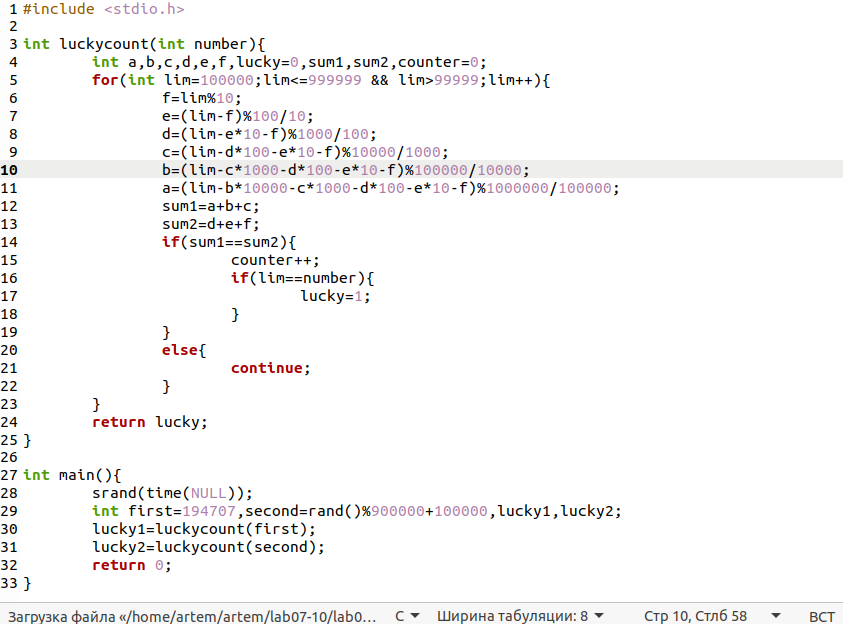 1 #include <stdio.h>
2
3 int luckycount(int number){
4 int a,b,c,d,e,f,lucky=0,sum1,sum2,counter=0;
5 for(int lim=100000;lim<=999999 && lim>99999;lim++){
6 f=lim%10;
7 e=(lim-f)%100/10;
8 d=(lim-e*10-f)%1000/100;
9 c=(lim-d*100-e*10-f)%10000/1000;
10 b=(lim-c*1000-d*100-e*10-f)%100000/10000;
11 a=(lim-b*10000-c*1000-d*100-e*10-f)%1000000/100000;
12 sum1=a+b+c;
13 sum2=d+e+f;
14 if(sum1==sum2){
15 counter++;
16 if(lim==number){
17 lucky=1;
18 }
19 }
20 else{
21 continue;
22 }
23 }
24 return lucky;
25 }
26
27 int main(){
28 srand(time(NULL));
29 int first=194707,second=rand()%900000+100000,lucky1,lucky2;
30 lucky1=luckycount(first);
31 lucky2=luckycount(second);
32 return 0;
33 }
Загрузка файла «/home/artem/artem/lab07-10/lab0… C Ширина табуляции: 8 Стр 10, Стлб 58 ВСТ